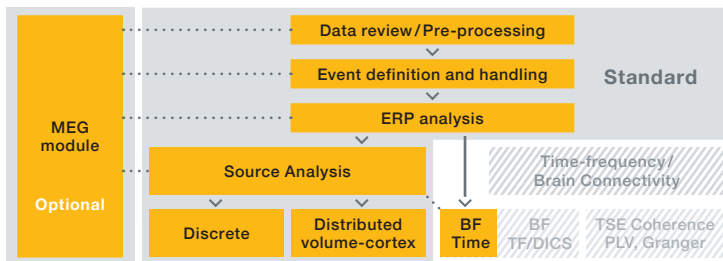 Data review/Pre-processing
Event definition and handling
Standard
ERP analysis
MEG
module
Optional
Source Analysis
Time-frequency/
Brain Connectivity
Discrete
Distributed
volume-cortex
BF
Time
BF
TF/DICS
TSE Coherence
PLV, Granger